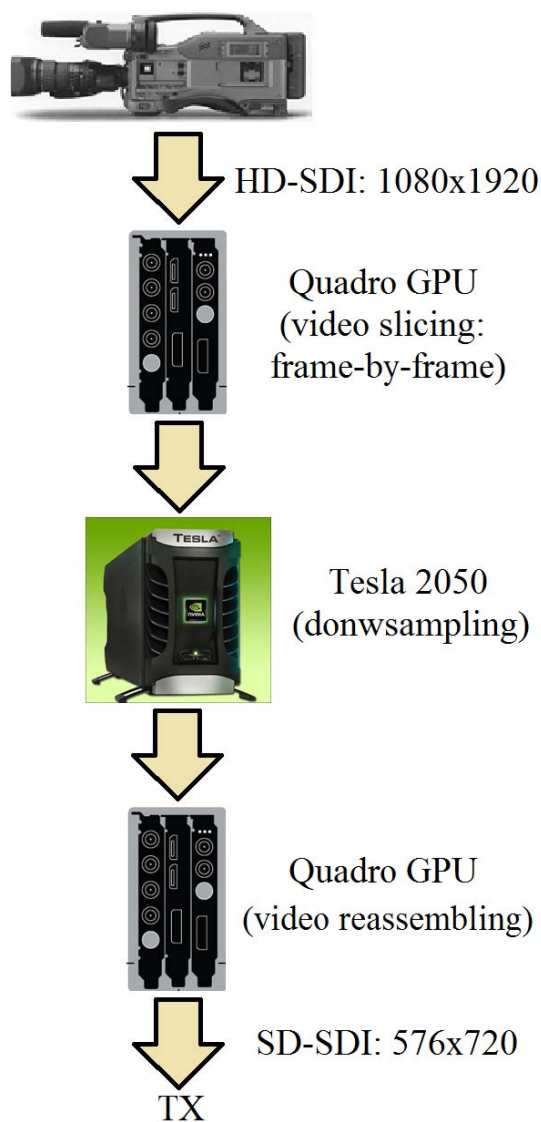 HD-SDI: 1080x1920
Quadro GPU
(video slicing:
frame-by-frame)
TESLA
Tesla 2050
(donwsampling)
Quadro GPU
(video reassembling)
SD-SDI: 576x720
TX